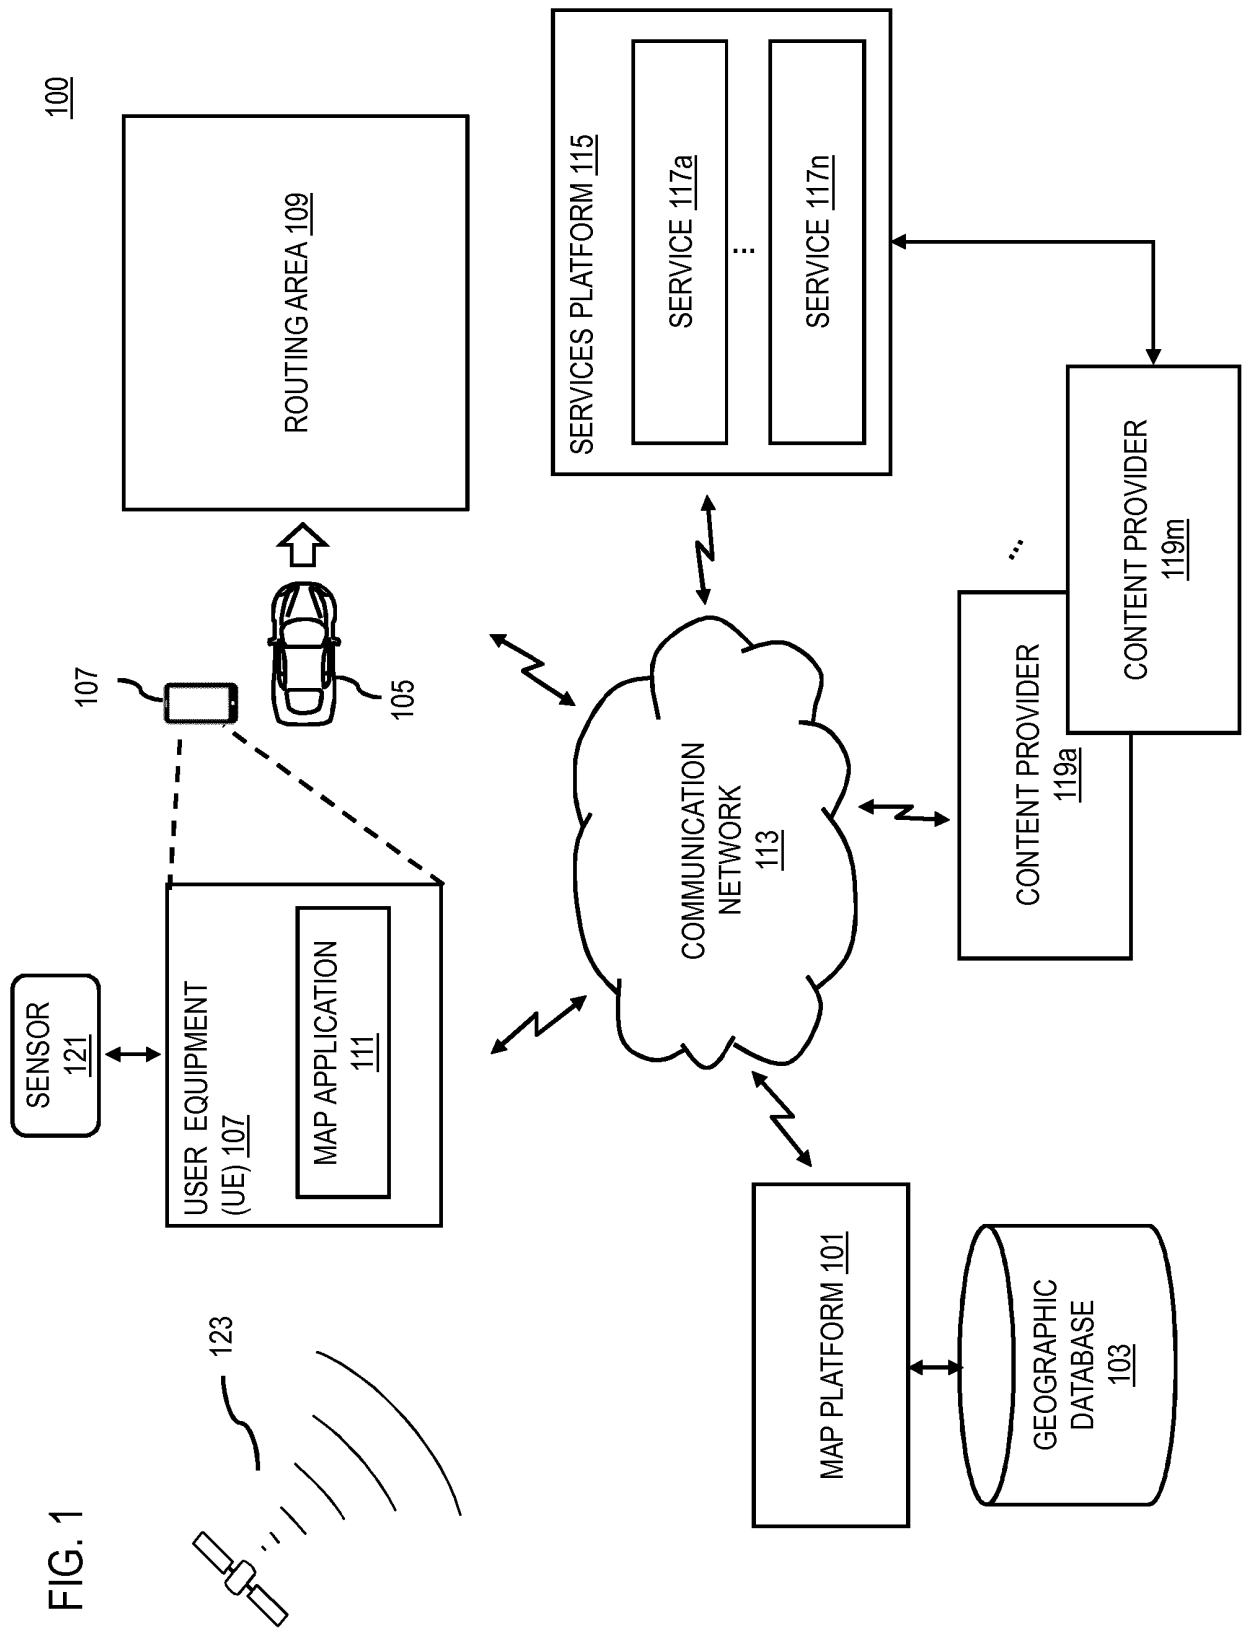 FIG. 1
100
123
SENSOR
121
USER EQUIPMENT
(UE) 107
MAP APPLICATION
111
107
105
ROUTING AREA 109
COMMUNICATION
NETWORK
113
SERVICES PLATFORM 115
SERVICE 117a
...
SERVICE 117n
MAP PLATFORM 101
GEOGRAPHIC
DATABASE
103
CONTENT PROVIDER
119a
...
CONTENT PROVIDER
119m